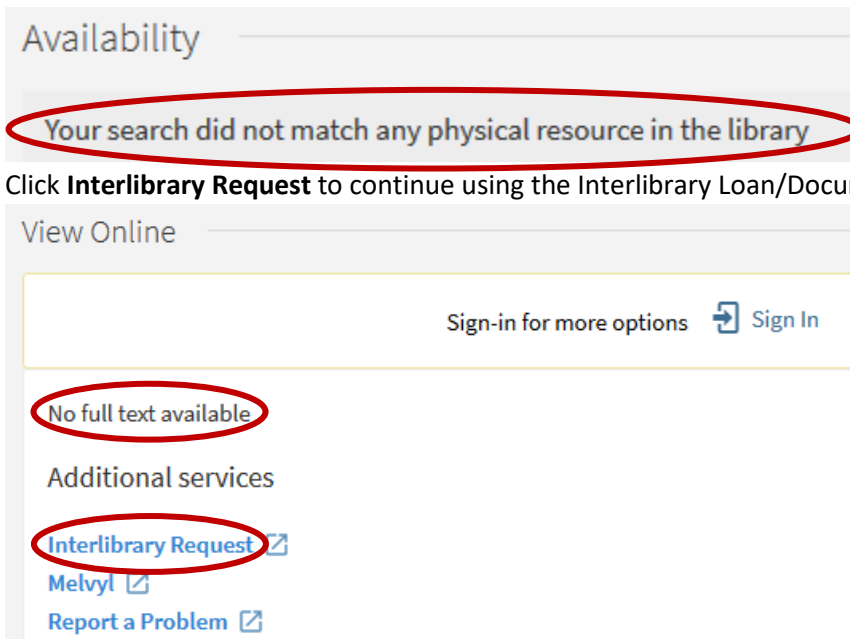 Availability
Your search did not match any physical resource in the library
Click Interlibrary Request to continue using the Interlibrary Loan/Docu
View Online
Sign-in for more options Sign In
No full text available
Additional services
Interlibrary Request
Melvyl
Report a Problem